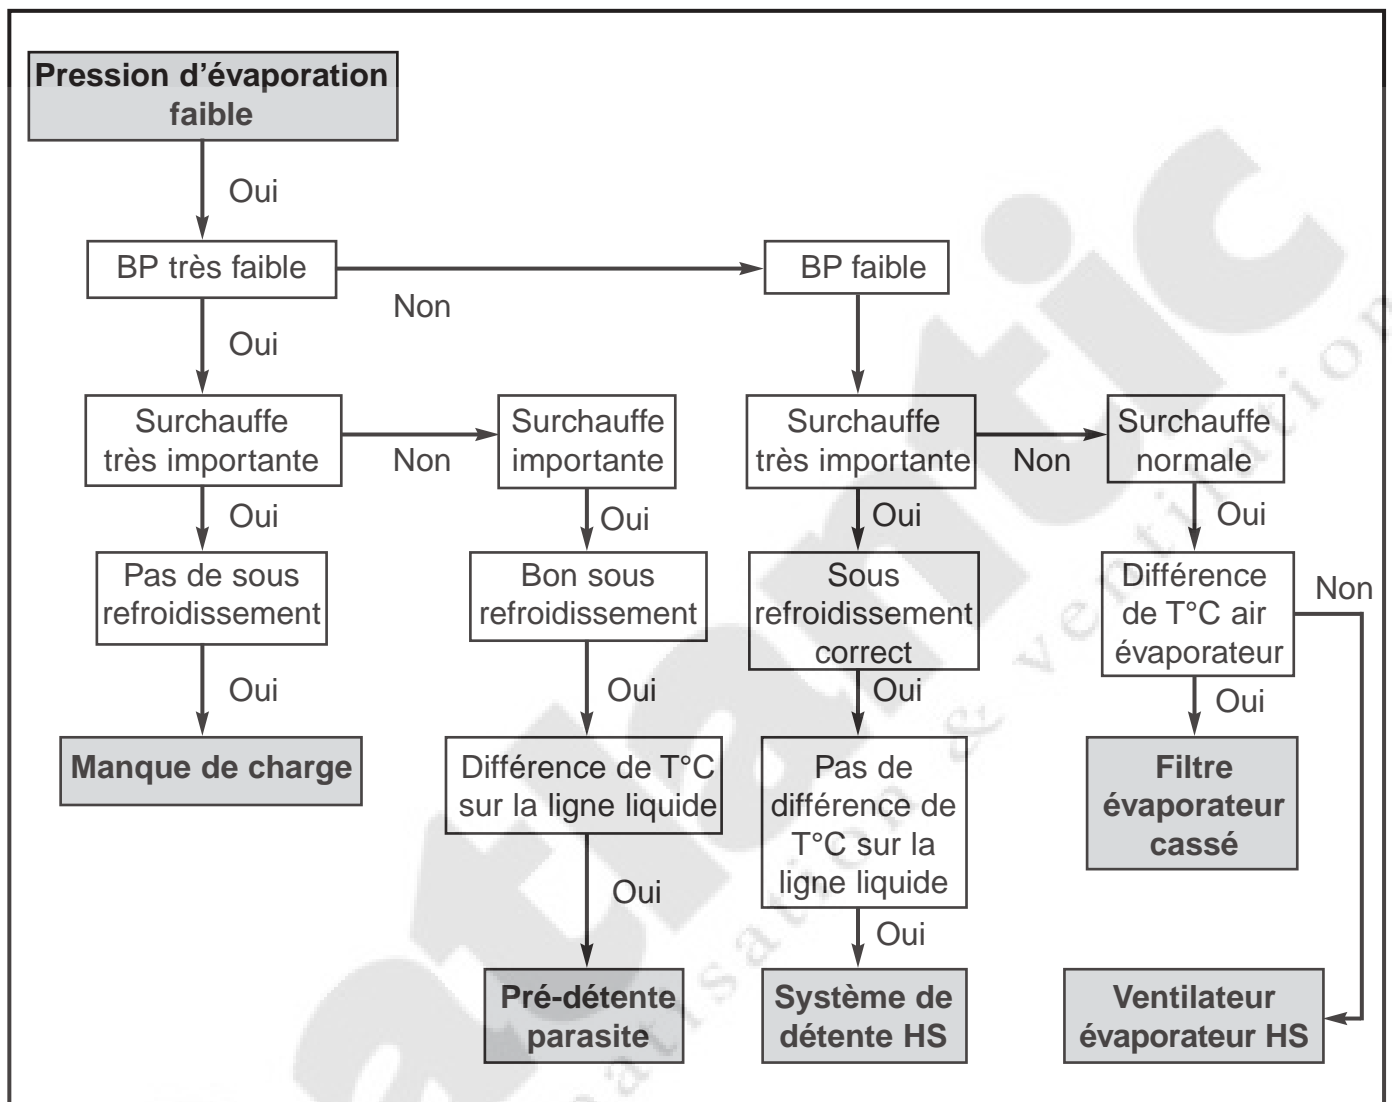 Pression d'évaporation
faible
Oui
BP très faible
Non
BP faible
Oui
Surchauffe
très importante
Non
Surchauffe
importante
Surchauffe
très importante
Non
Surchauffe
normale
Oui
Oui
Oui
Oui
Pas de sous
refroidissement
Bon sous
refroidissement
Sous
refroidissement
correct
Différence
de T°C air
évaporateur
Non
Oui
Oui
Oui
Oui
Manque de charge
Différence de T°C
sur la ligne liquide
Pas de
différence de
T°C sur la
ligne liquide
Filtre
évaporateur
cassé
Oui
Oui
Pré-détente
parasite
Système de
détente HS
Ventilateur
évaporateur HS
atlantic
climatisation & ventilation